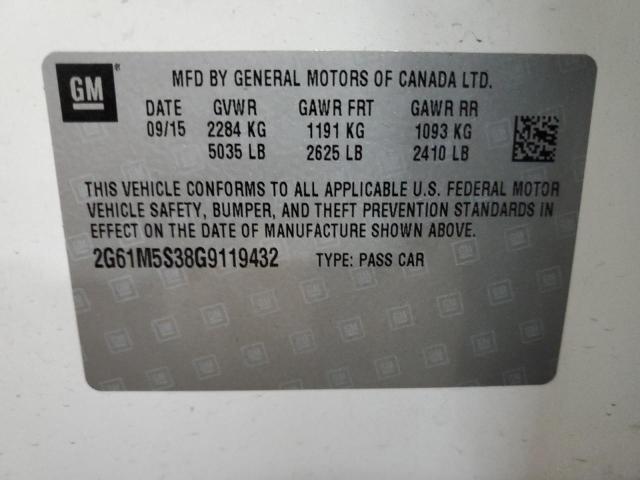 GM
MFD BY GENERAL MOTORS OF CANADA LTD.
DATE GVWR GAWR FRT GAWR RR
09/15 2284 KG 1191 KG 1093 KG
5035 LB 2625 LB 2410 LB
THIS VEHICLE CONFORMS TO ALL APPLICABLE U.S. FEDERAL MOTOR
VEHICLE SAFETY, BUMPER, AND THEFT PREVENTION STANDARDS IN
EFFECT ON THE DATE OF MANUFACTURE SHOWN ABOVE.
2G61M5S38G9119432 TYPE: PASS CAR